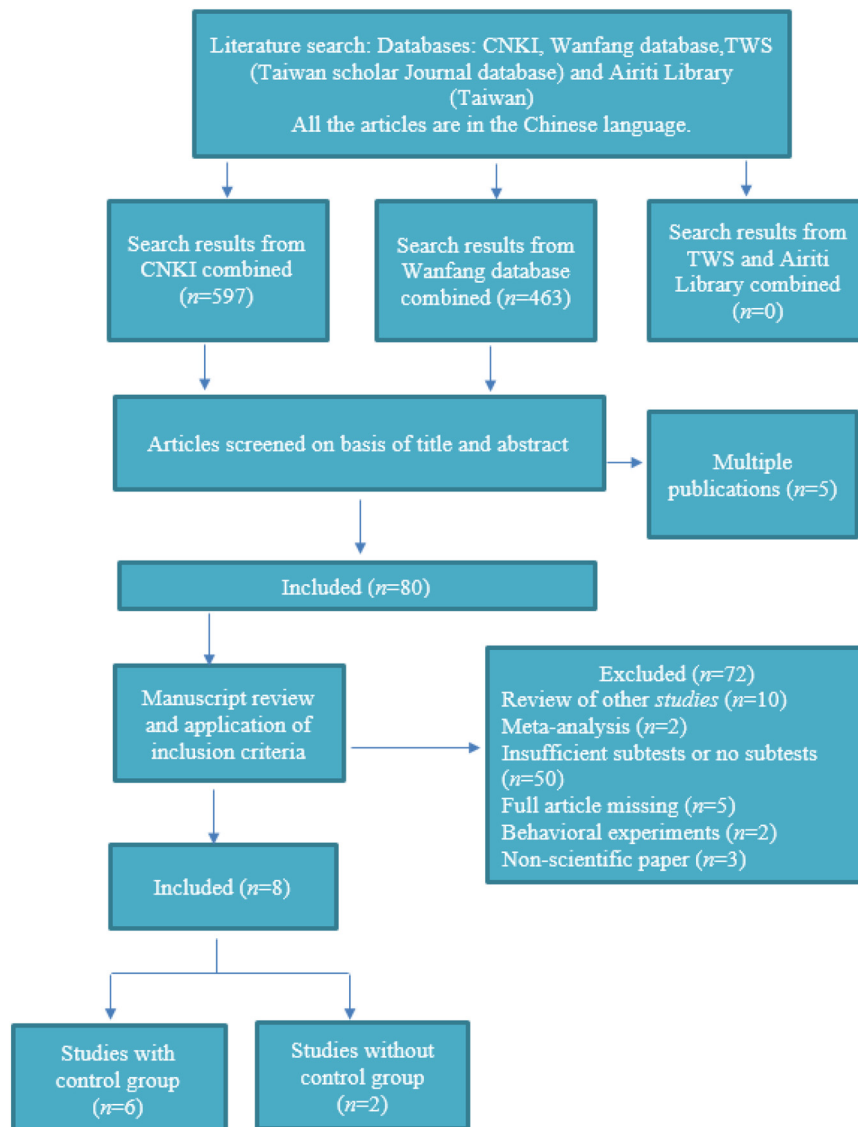 Literature search: Databases: CNKI, Wanfang database,TWS
(Taiwan scholar Journal database) and Airiti Library
(Taiwan)
All the articles are in the Chinese language.
Search results from
CNKI combined
(n=597)
Search results from
Wanfang database
combined (n=463)
Search results from
TWS and Airiti
Library combined
(n=0)
Articles screened on basis of title and abstract
Multiple
publications (n=5)
Included (n=80)
Manuscript review
and application of
inclusion criteria
Excluded (n=72)
Review of other studies (n=10)
Meta-analysis (n=2)
Insufficient subtests or no subtests
(n=50)
Full article missing (n=5)
Behavioral experiments (n=2)
Non-scientific paper (n=3)
Included (n=8)
Studies with
control group
(n=6)
Studies without
control group
(n=2)